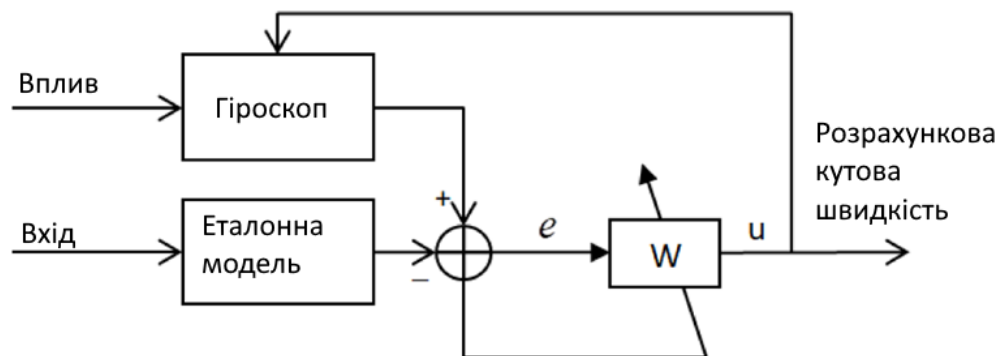 Вплив
Гіроскоп
Розрахункова
кутова
швидкість
+
e
u
W
Вхід
Еталонна
модель
−